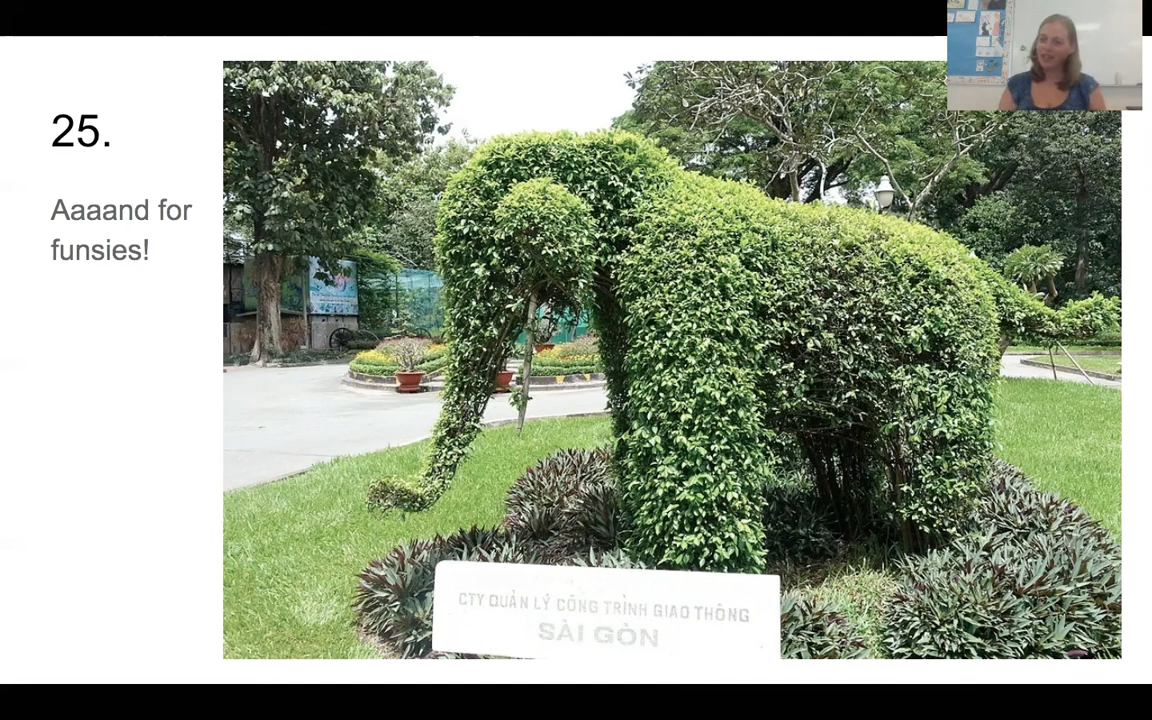 25.
Aaaand for
funsies!
CTY QUẢN LÝ CÔNG TRÌNH GIAO THÔNG
SÀI GÒN